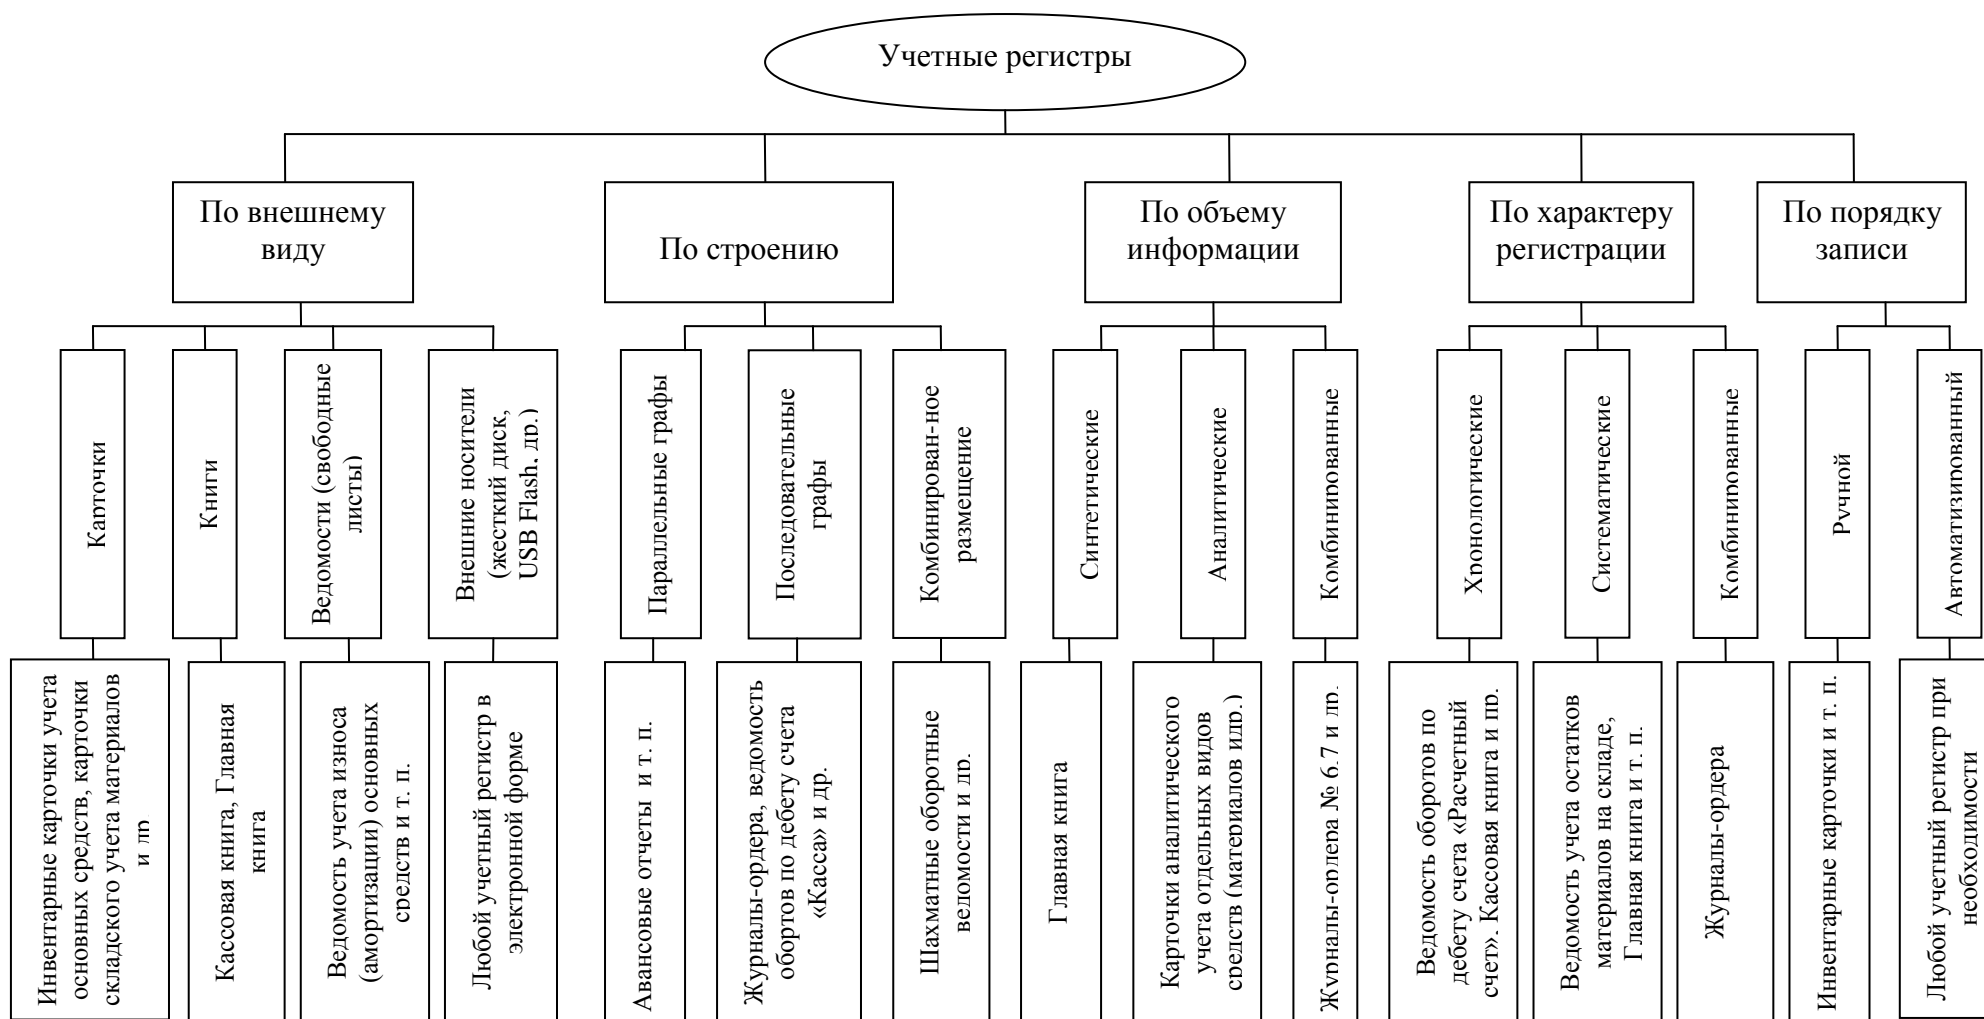 Учетные регистры
По внешнему
виду
По строению
По объему
информации
По характеру
регистрации
По порядку
записи
Карточки
Книги
Ведомости (свободные
листы)
Внешние носители
(жесткий диск,
USB Flash, др.)
Параллельные графы
Последовательные
графы
Комбинирован-ное
размещение
Синтетические
Аналитические
Комбинированные
Хронологические
Систематические
Комбинированные
Ручной
Автоматизированный
Инвентарные карточки учета
основных средств, карточки
складского учета материалов
и др
Кассовая книга, Главная
книга
Ведомость учета износа
(амортизации) основных
средств и т. п.
Любой учетный регистр в
электронной форме
Авансовые отчеты и т. п.
Журналы-ордера, ведомость
обортов по дебету счета
«Касса» и др.
Шахматные оборотные
ведомости и др.
Главная книга
Карточки аналитического
учета отдельных видов
средств (материалов идр.)
Журналы-ордера № 6,7 и др.
Ведомость оборотов по
дебету счета «Расчетный
счет». Кассовая книга и пр.
Ведомость учета остатков
материалов на складе,
Главная книга и т. п.
Журналы-ордера
Инвентарные карточки и т. п.
Любой учетный регистр при
необходимости